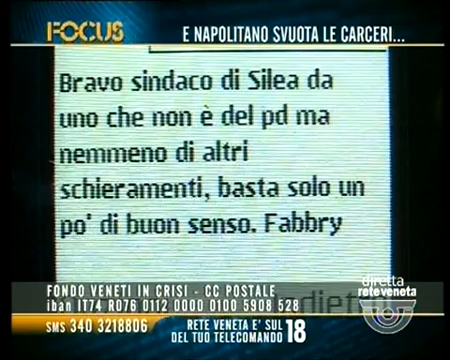 FOCUS
E NAPOLITANO SVUOTA LE CARCERI...
Bravo sindaco di Silea da
uno che non è del pd ma
nemmeno di altri
schieramenti, basta solo un
po' di buon senso. Fabbry
diretta
reteveneta
FONDO VENETI IN CRISI - CC POSTALE
iban IT74 R076 0112 0000 0100 5908 528
SMS 340 3218806
RETE VENETA E' SUL
DEL TUO TELECOMANDO
18